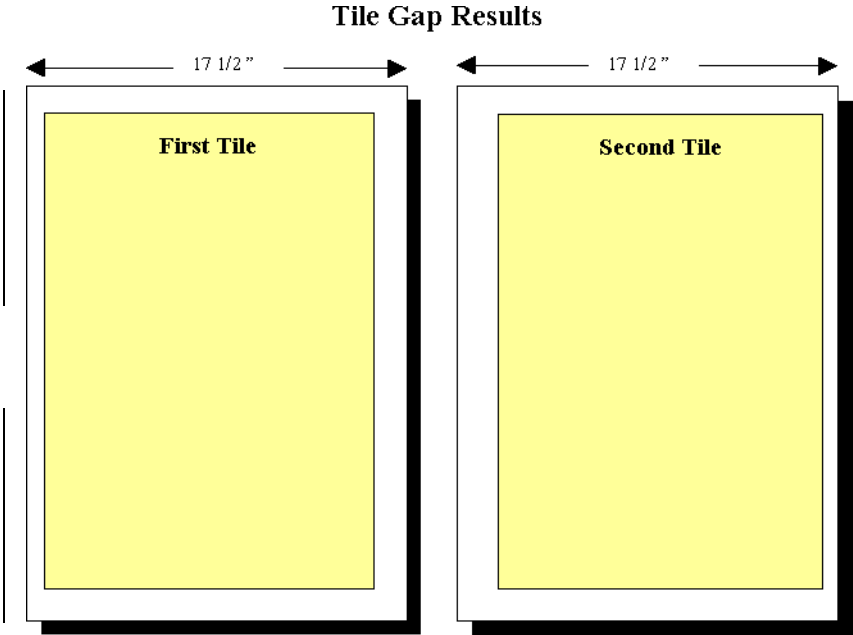 Tile Gap Results
17 1/2 ”
17 1/2 ”
First Tile
Second Tile